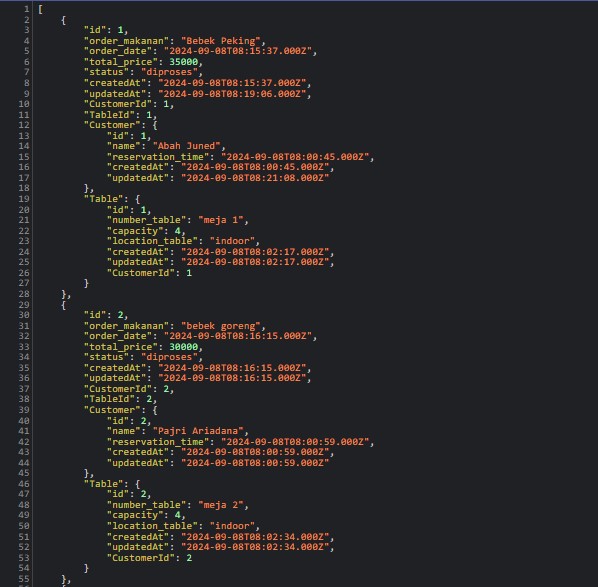 1 [
2     {
3         "id": 1,
4         "order_makanan": "Bebek Peking",
5         "order_date": "2024-09-08T08:15:37.000Z",
6         "total_price": 35000,
7         "status": "diproses",
8         "createdAt": "2024-09-08T08:15:37.000Z",
9         "updatedAt": "2024-09-08T08:19:06.000Z",
10         "CustomerId": 1,
11         "TableId": 1,
12         "Customer": {
13             "id": 1,
14             "name": "Abah Juned",
15             "reservation_time": "2024-09-08T08:00:45.000Z",
16             "createdAt": "2024-09-08T08:00:45.000Z",
17             "updatedAt": "2024-09-08T08:21:08.000Z"
18         },
19         "Table": {
20             "id": 1,
21             "number_table": "meja 1",
22             "capacity": 4,
23             "location_table": "indoor",
24             "createdAt": "2024-09-08T08:02:17.000Z",
25             "updatedAt": "2024-09-08T08:02:17.000Z",
26             "CustomerId": 1
27         }
28     },
29     {
30         "id": 2,
31         "order_makanan": "bebek goreng",
32         "order_date": "2024-09-08T08:16:15.000Z",
33         "total_price": 30000,
34         "status": "diproses",
35         "createdAt": "2024-09-08T08:16:15.000Z",
36         "updatedAt": "2024-09-08T08:16:15.000Z",
37         "CustomerId": 2,
38         "TableId": 2,
39         "Customer": {
40             "id": 2,
41             "name": "Pajri Ariadana",
42             "reservation_time": "2024-09-08T08:00:59.000Z",
43             "createdAt": "2024-09-08T08:00:59.000Z",
44             "updatedAt": "2024-09-08T08:00:59.000Z"
45         },
46         "Table": {
47             "id": 2,
48             "number_table": "meja 2",
49             "capacity": 4,
50             "location_table": "indoor",
51             "createdAt": "2024-09-08T08:02:34.000Z",
52             "updatedAt": "2024-09-08T08:02:34.000Z",
53             "CustomerId": 2
54         }
55     },